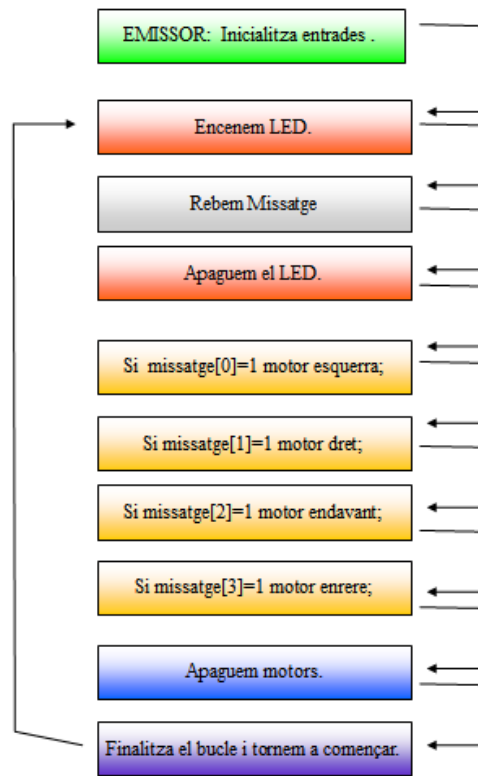 EMISSOR: Inicialitza entrades .
Encenem LED.
Rebem Missatge
Apaguem el LED.
Si missatge[0]=1 motor esquerra;
Si missatge[1]=1 motor dret;
Si missatge[2]=1 motor endavant;
Si missatge[3]=1 motor enrere;
Apaguem motors.
Finalitza el bucle i tornem a començar.